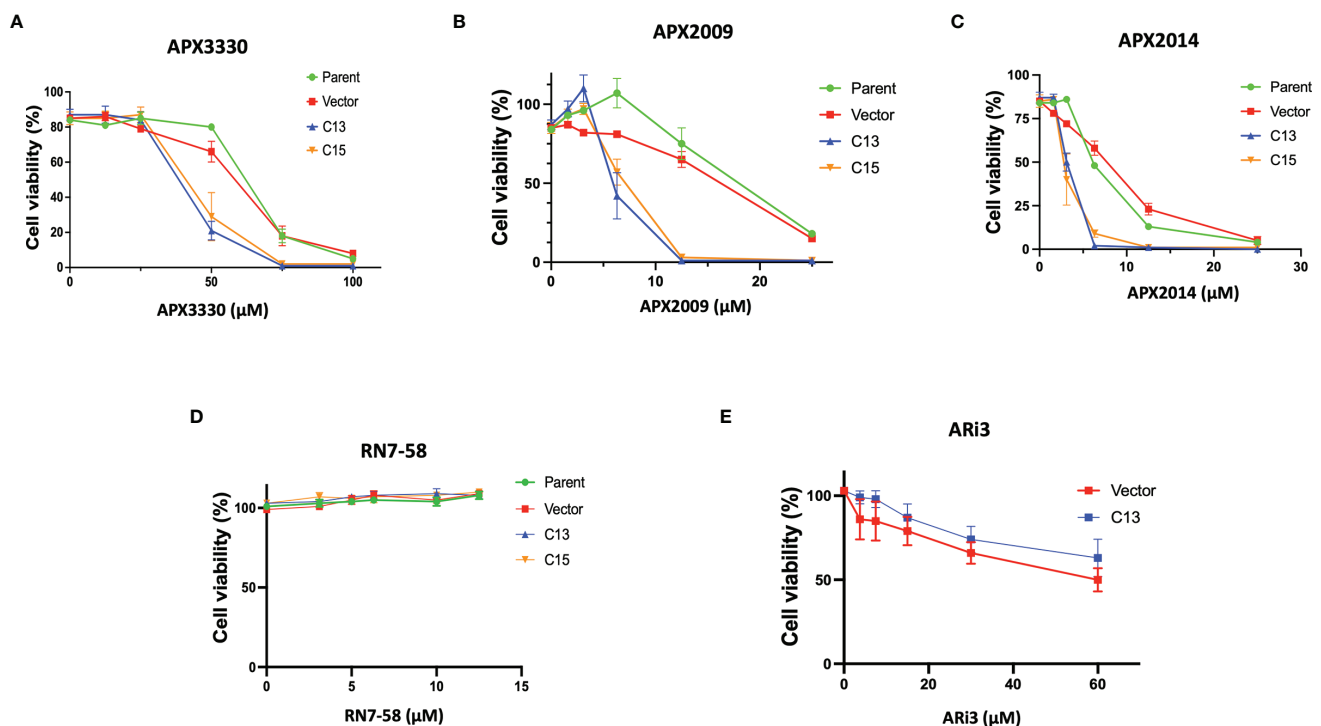 A
APX3330
Parent
Vector
C13
C15
Cell viability (%)
100
80
60
40
20
0
0
50
100
APX3330 (µM)
B
APX2009
Parent
Vector
C13
C15
Cell viability (%)
100
50
0
0
10
20
APX2009 (µM)
C
APX2014
Parent
Vector
C13
C15
Cell viability (%)
100
75
50
25
0
0
10
20
30
APX2014 (µM)
D
RN7-58
Parent
Vector
C13
C15
Cell viability (%)
100
50
0
0
5
10
15
RN7-58 (µM)
E
ARi3
Vector
C13
Cell viability (%)
100
50
0
0
20
40
60
ARi3 (µM)